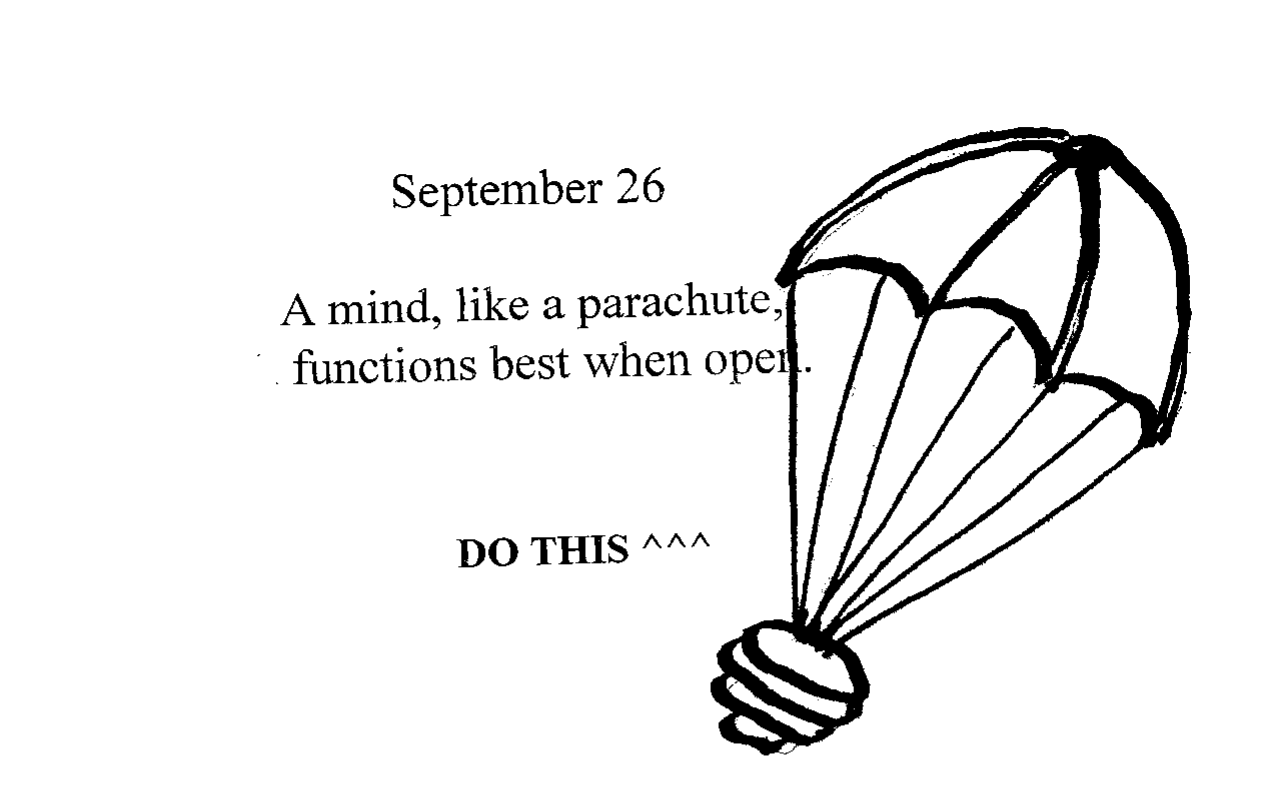 September 26
A mind, like a parachute,
functions best when open.
DO THIS ^^^